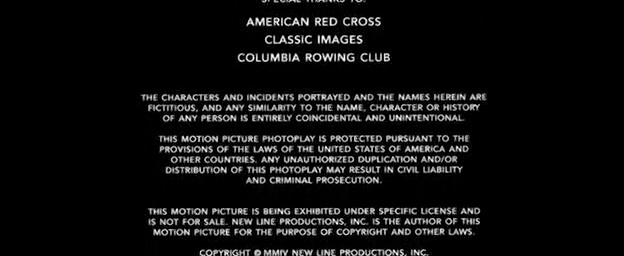 SPECIAL THANKS TO:
AMERICAN RED CROSS
CLASSIC IMAGES
COLUMBIA ROWING CLUB
THE CHARACTERS AND INCIDENTS PORTRAYED AND THE NAMES HEREIN ARE
FICTITIOUS, AND ANY SIMILARITY TO THE NAME, CHARACTER OR HISTORY
OF ANY PERSON IS ENTIRELY COINCIDENTAL AND UNINTENTIONAL.
THIS MOTION PICTURE PHOTOPLAY IS PROTECTED PURSUANT TO THE
PROVISIONS OF THE LAWS OF THE UNITED STATES OF AMERICA AND
OTHER COUNTRIES. ANY UNAUTHORIZED DUPLICATION AND/OR
DISTRIBUTION OF THIS PHOTOPLAY MAY RESULT IN CIVIL LIABILITY
AND CRIMINAL PROSECUTION.
THIS MOTION PICTURE IS BEING EXHIBITED UNDER SPECIFIC LICENSE AND
IS NOT FOR SALE. NEW LINE PRODUCTIONS, INC. IS THE AUTHOR OF THIS
MOTION PICTURE FOR THE PURPOSE OF COPYRIGHT AND OTHER LAWS.
COPYRIGHT © MMIV NEW LINE PRODUCTIONS, INC.